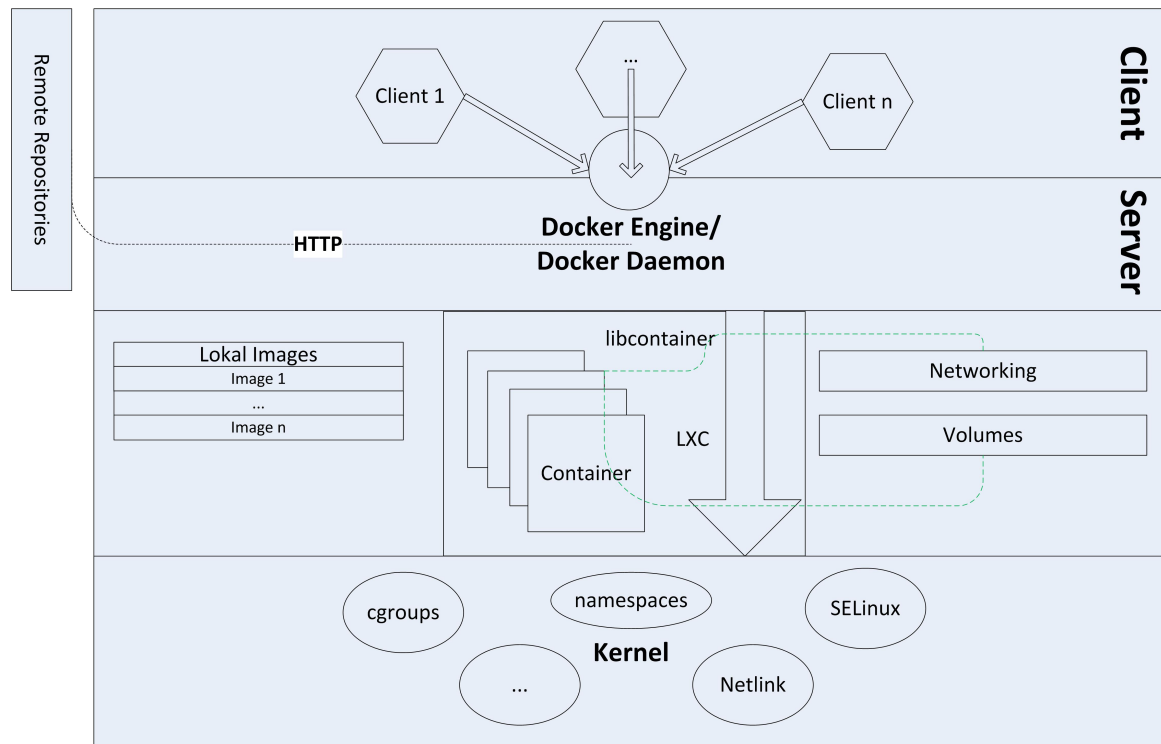 Remote Repositories
Client
Client 1
...
Client n
Server
Docker Engine/
Docker Daemon
HTTP
Lokal Images
Image 1
...
Image n
libcontainer
LXC
Container
Networking
Volumes
cgroups
namespaces
SELinux
Kernel
...
Netlink